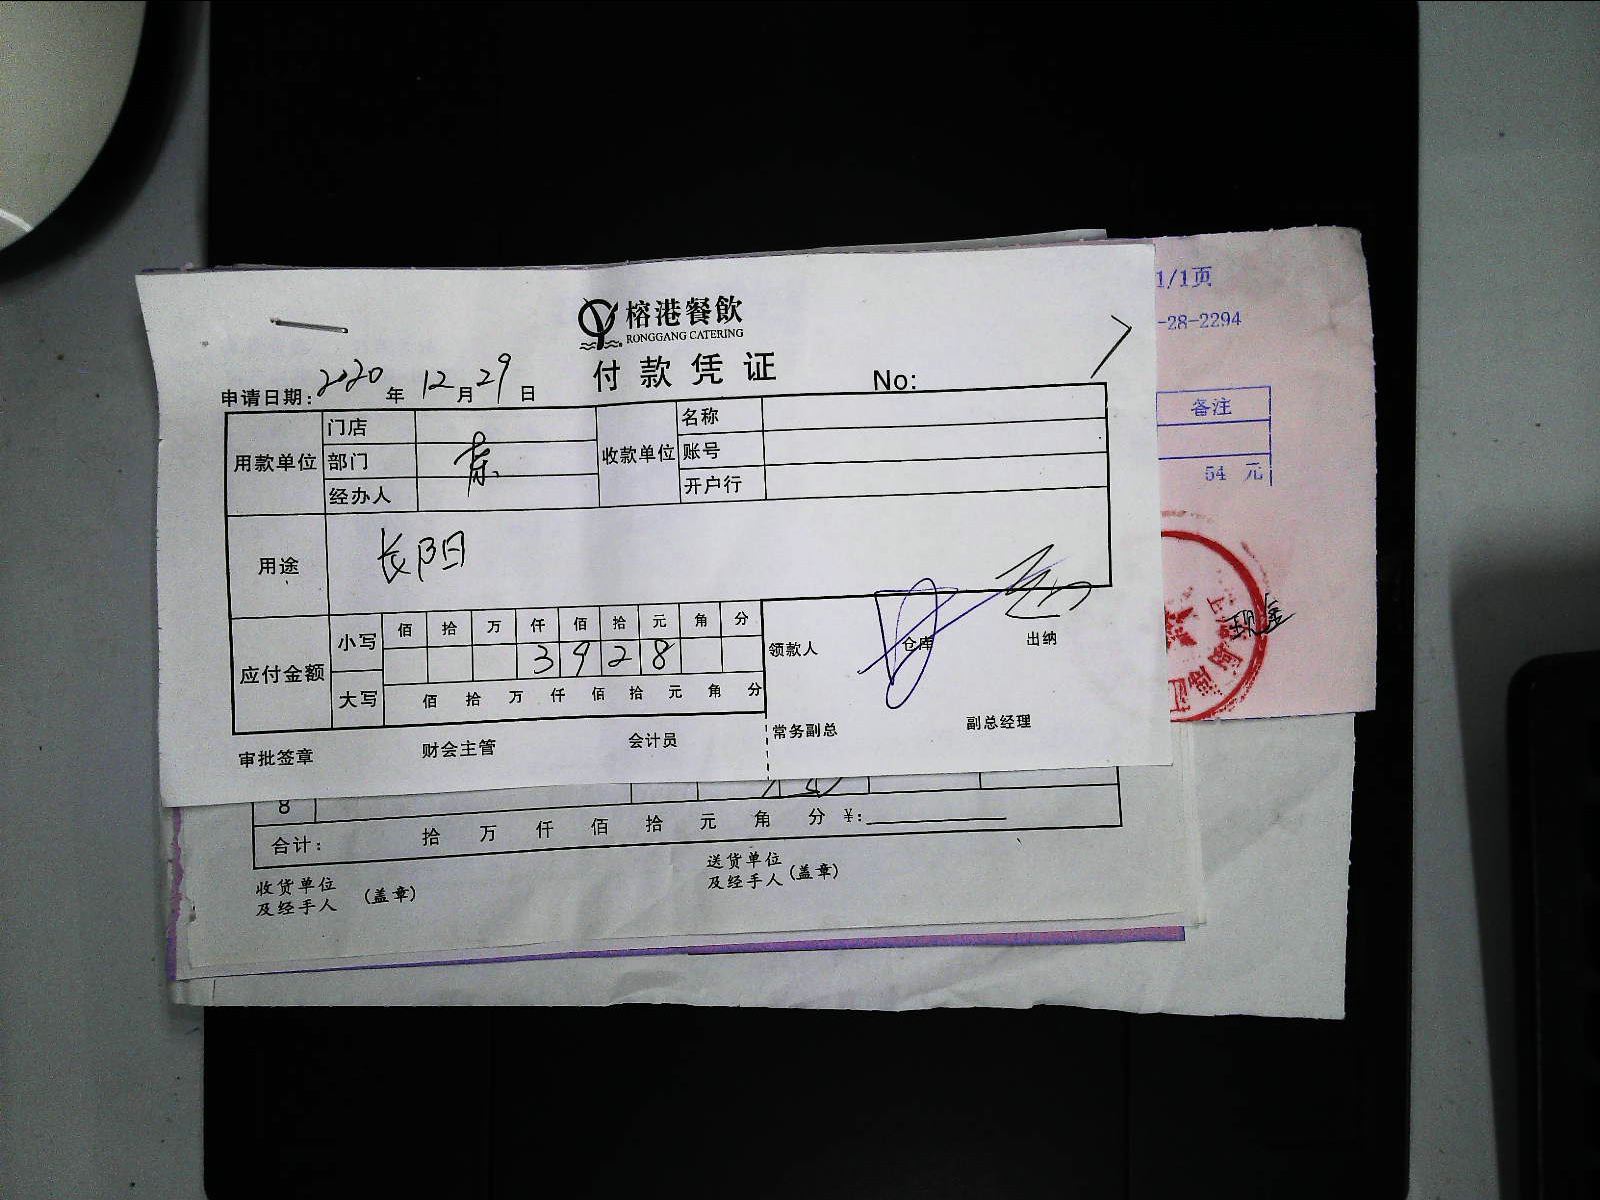 榕港餐飲
RONGGANG CATERING
付款凭证
申请日期: 2020 年 12 月 29 日
No:
用款单位 门店 部门 经办人
收款单位 名称 账号 开户行
用途 长阳
应付金额 小写 佰 拾 万 仟 佰 拾 元 角 分
3 9 2 8
大写 佰 拾 万 仟 佰 拾 元 角 分
领款人 仓库 出纳
审批签章 财会主管 会计员 常务副总 副总经理
8
合计: 拾 万 仟 佰 拾 元 角 分 ¥:
收货单位及经手人 (盖章)
送货单位及经手人 (盖章)
1/1页
-28-2294
备注
54 元
现金